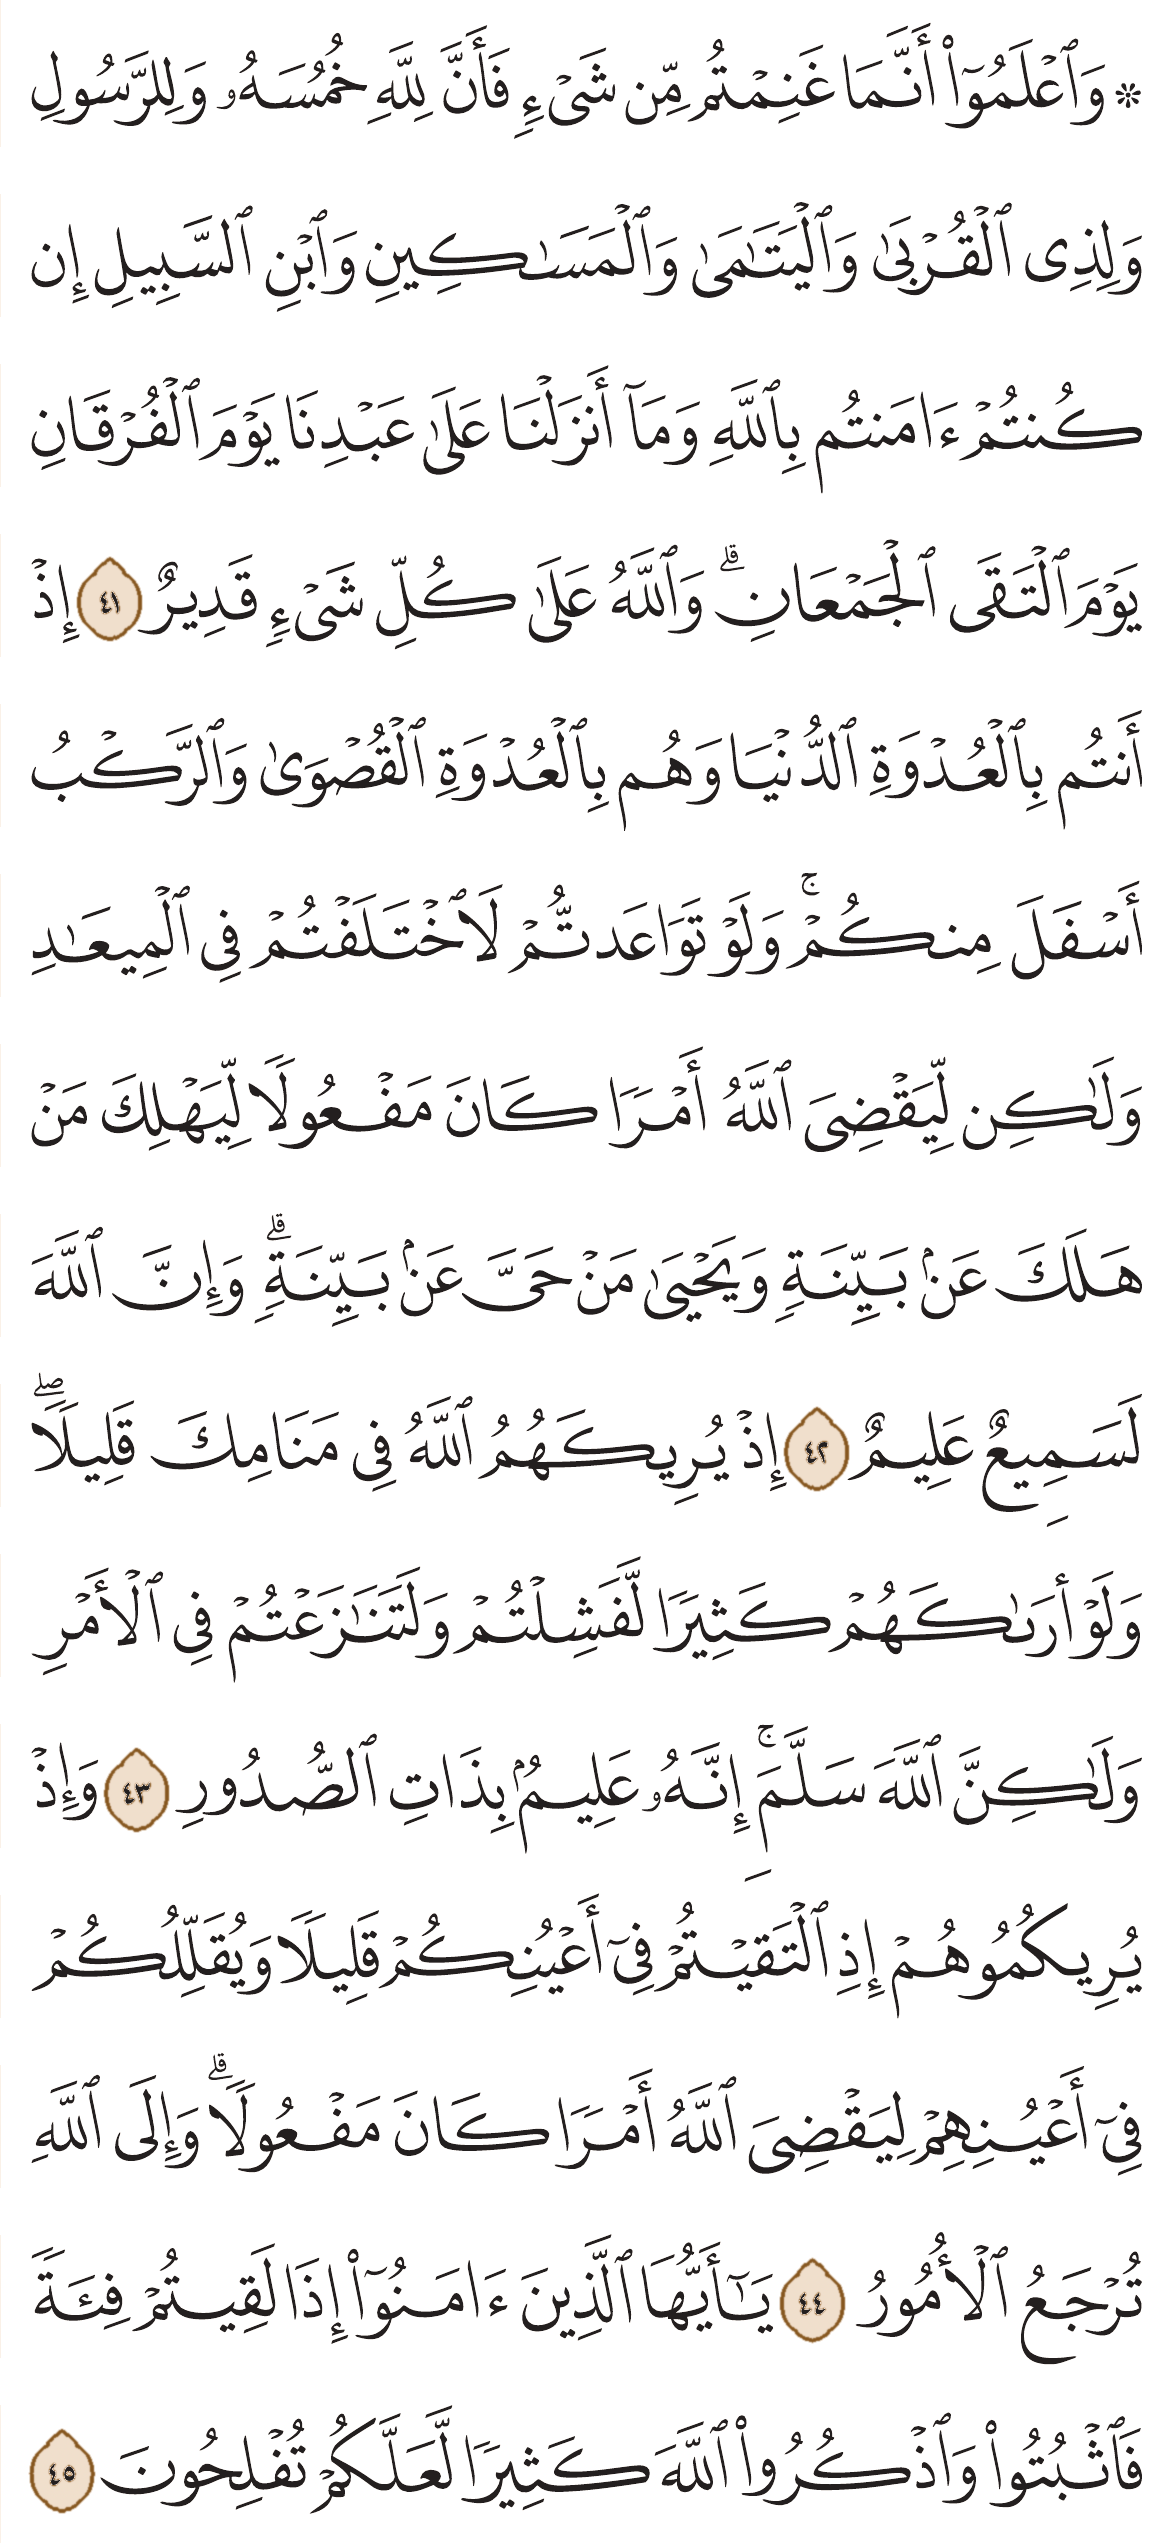 ۞ وَٱعْلَمُوٓا۟ أَنَّمَا غَنِمْتُم مِّن شَىْءٍ فَأَنَّ لِلَّهِ خُمُسَهُۥ وَلِلرَّسُولِ
وَلِذِى ٱلْقُرْبَىٰ وَٱلْيَتَـٰمَىٰ وَٱلْمَسَـٰكِينِ وَٱبْنِ ٱلسَّبِيلِ إِن
كُنتُمْ ءَامَنتُم بِٱللَّهِ وَمَآ أَنزَلْنَا عَلَىٰ عَبْدِنَا يَوْمَ ٱلْفُرْقَانِ
يَوْمَ ٱلْتَقَى ٱلْجَمْعَانِ ۗ وَٱللَّهُ عَلَىٰ كُلِّ شَىْءٍ قَدِيرٌ ٤١ إِذْ
أَنتُم بِٱلْعُدْوَةِ ٱلدُّنْيَا وَهُم بِٱلْعُدْوَةِ ٱلْقُصْوَىٰ وَٱلرَّكْبُ
أَسْفَلَ مِنكُمْ ۚ وَلَوْ تَوَاعَدتُّمْ لَٱخْتَلَفْتُمْ فِى ٱلْمِيعَـٰدِ
وَلَـٰكِن لِّيَقْضِىَ ٱللَّهُ أَمْرًا كَانَ مَفْعُولًا لِّيَهْلِكَ مَنْ
هَلَكَ عَنۢ بَيِّنَةٍ وَيَحْيَىٰ مَنْ حَىَّ عَنۢ بَيِّنَةٍ ۗ وَإِنَّ ٱللَّهَ
لَسَمِيعٌ عَلِيمٌ ٤٢ إِذْ يُرِيكَهُمُ ٱللَّهُ فِى مَنَامِكَ قَلِيلًا ۖ
وَلَوْ أَرَىٰكَهُمْ كَثِيرًا لَّفَشِلْتُمْ وَلَتَنَـٰزَعْتُمْ فِى ٱلْأَمْرِ
وَلَـٰكِنَّ ٱللَّهَ سَلَّمَ ۚ إِنَّهُۥ عَلِيمٌۢ بِذَاتِ ٱلصُّدُورِ ٤٣ وَإِذْ
يُرِيكُمُوهُمْ إِذِ ٱلْتَقَيْتُمْ فِىٓ أَعْيُنِكُمْ قَلِيلًا وَيُقَلِّلُكُمْ
فِىٓ أَعْيُنِهِمْ لِيَقْضِىَ ٱللَّهُ أَمْرًا كَانَ مَفْعُولًا ۗ وَإِلَى ٱللَّهِ
تُرْجَعُ ٱلْأُمُورُ ٤٤ يَـٰٓأَيُّهَا ٱلَّذِينَ ءَامَنُوٓا۟ إِذَا لَقِيتُمْ فِئَةً
فَٱثْبُتُوا۟ وَٱذْكُرُوا۟ ٱللَّهَ كَثِيرًا لَّعَلَّكُمْ تُفْلِحُونَ ٤٥